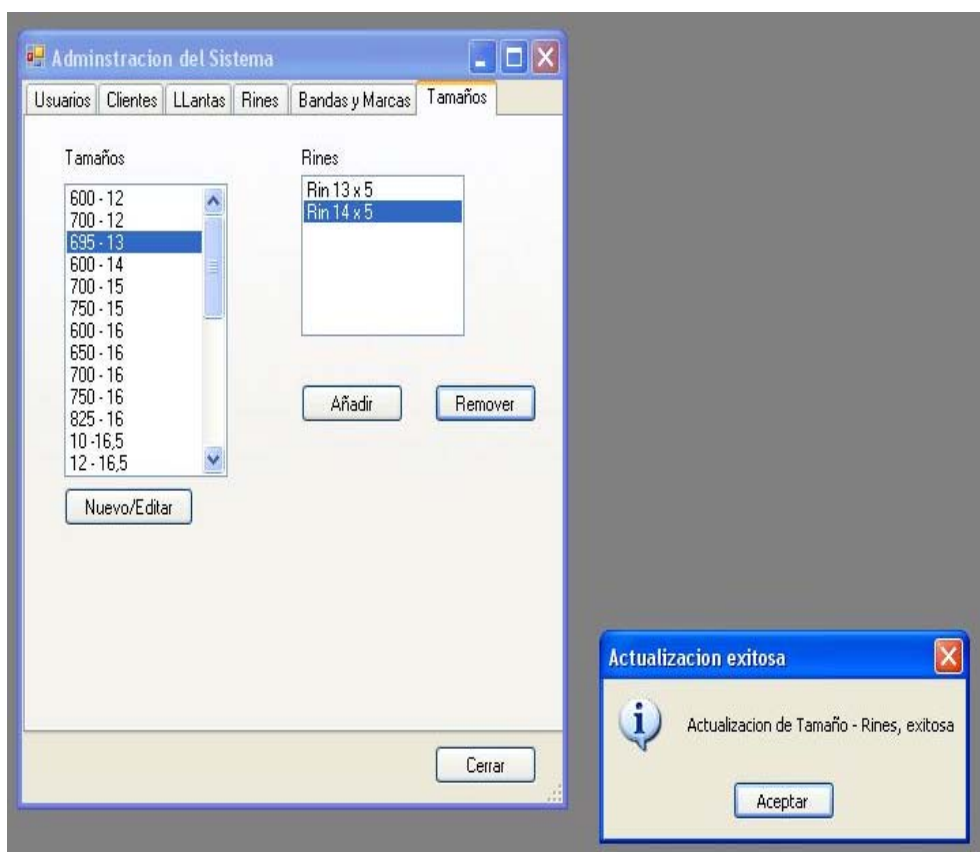 Adminstracion del Sistema
Usuarios Clientes LLantas Rines Bandas y Marcas Tamaños
Tamaños
600 - 12
700 - 12
695 - 13
600 - 14
700 - 15
750 - 15
600 - 16
650 - 16
700 - 16
750 - 16
825 - 16
10 -16,5
12 - 16,5
Nuevo/Editar
Rines
Rin 13 x 5
Rin 14 x 5
Añadir Remover
Cerrar
Actualizacion exitosa
Actualizacion de Tamaño - Rines, exitosa
Aceptar